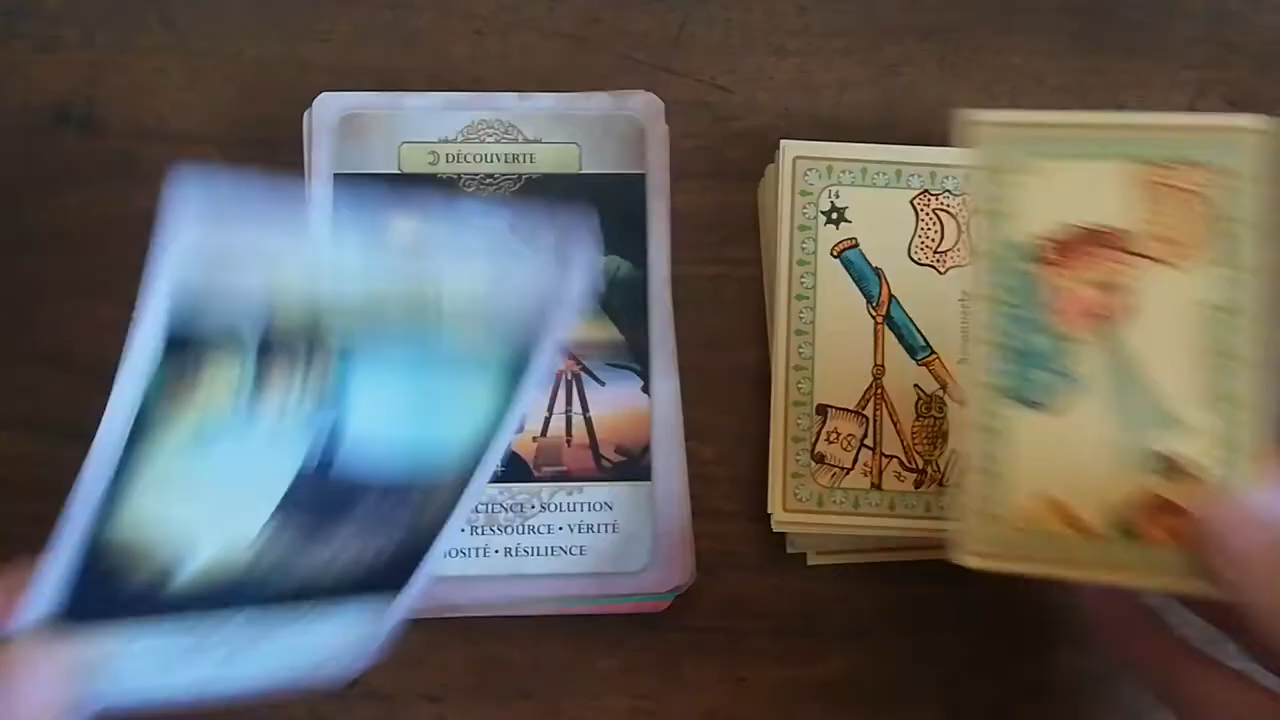 DÉCOUVERTE
CIENCE • SOLUTION
• RESSOURCE • VÉRITÉ
OSITÉ • RÉSILIENCE
14